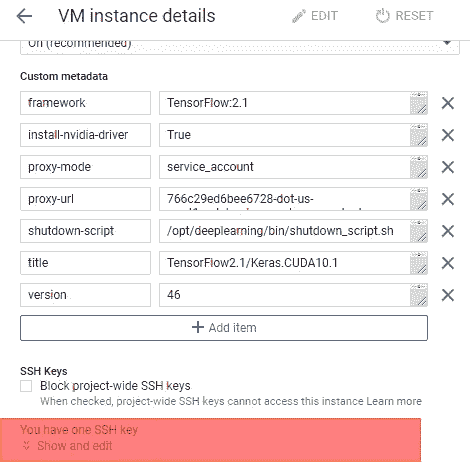 VM instance details
EDIT
RESET
On (recommended)
Custom metadata
framework
TensorFlow:2.1
install-nvidia-driver
True
proxy-mode
service_account
proxy-url
766c29ed6bee6728-dot-us-
shutdown-script
/opt/deeplearning/bin/shutdown_script.sh
title
TensorFlow2.1/Keras.CUDA10.1
version
46
Add item
SSH Keys
Block project-wide SSH keys
When checked, project-wide SSH keys cannot access this instance Learn more
You have one SSH key
Show and edit